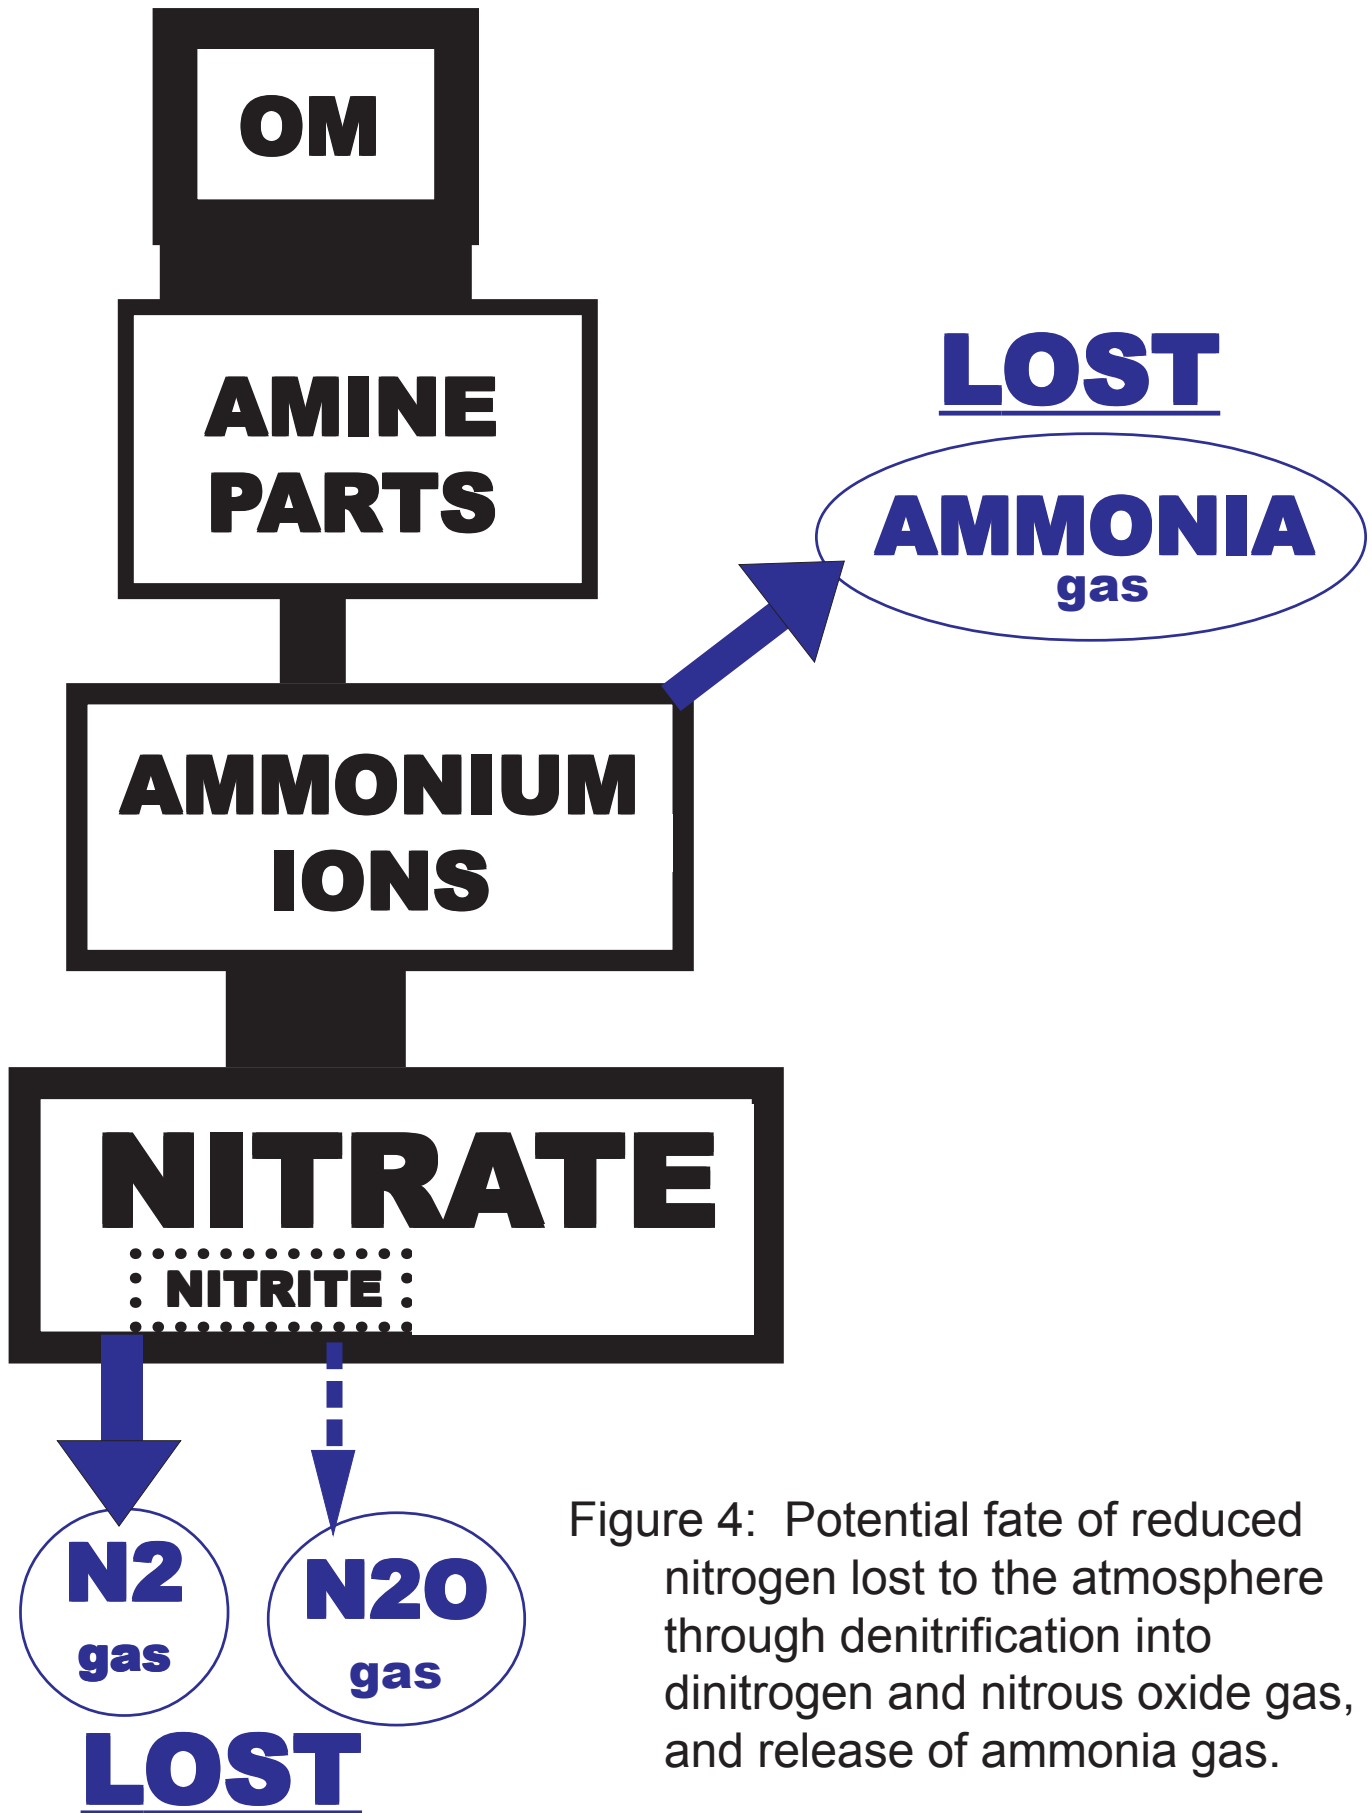 OM
AMINE
PARTS
LOST
AMMONIA
gas
AMMONIUM
IONS
NITRATE
NITRITE
N2
gas
N2O
gas
LOST
Figure 4:  Potential fate of reduced
nitrogen lost to the atmosphere
through denitrification into
dinitrogen and nitrous oxide gas,
and release of ammonia gas.